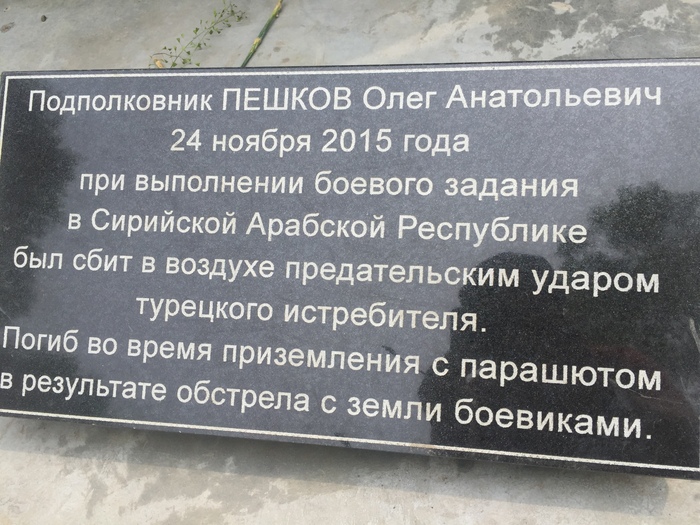 Подполковник ПЕШКОВ Олег Анатольевич
24 ноября 2015 года
при выполнении боевого задания
в Сирийской Арабской Республике
был сбит в воздухе предательским ударом
турецкого истребителя.
Погиб во время приземления с парашютом
в результате обстрела с земли боевиками.